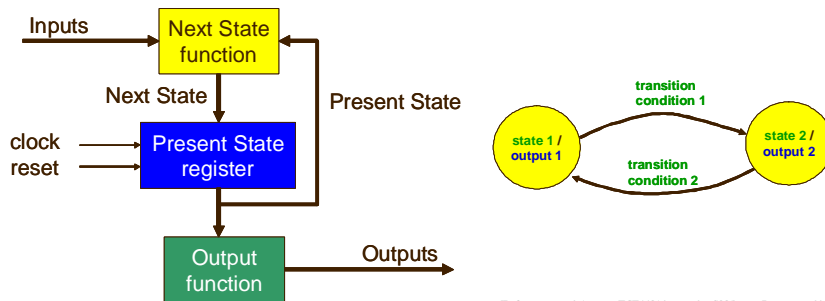 Inputs
Next State
function
Next State
Present State
clock
reset
Present State
register
Output
function
Outputs
transition
condition 1
state 1 /
output 1
state 2 /
output 2
transition
condition 2